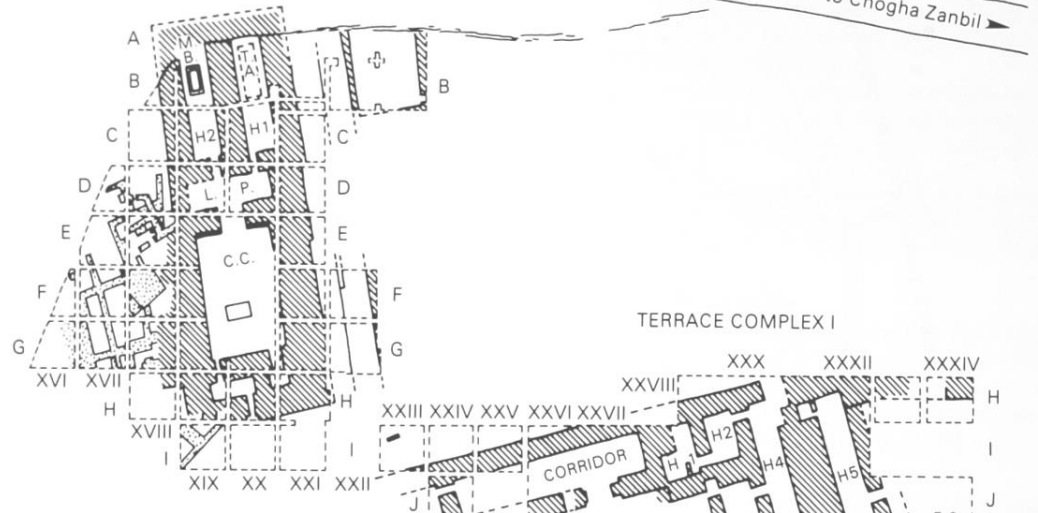 to Chogha Zanbil
A
M
B.
T.
A.
B
B
C
H2
H1
C
D
L.
P.
D
E
C.C.
E
F
F
G
G
XVI XVII
H
H
XVIII
I
I
XIX XX XXI XXII
TERRACE COMPLEX I
XXX XXXII XXXIV
XXVIII
H
XXIII XXIV XXV XXVI XXVII
H2
I
CORRIDOR
H
H4
H5
J
J